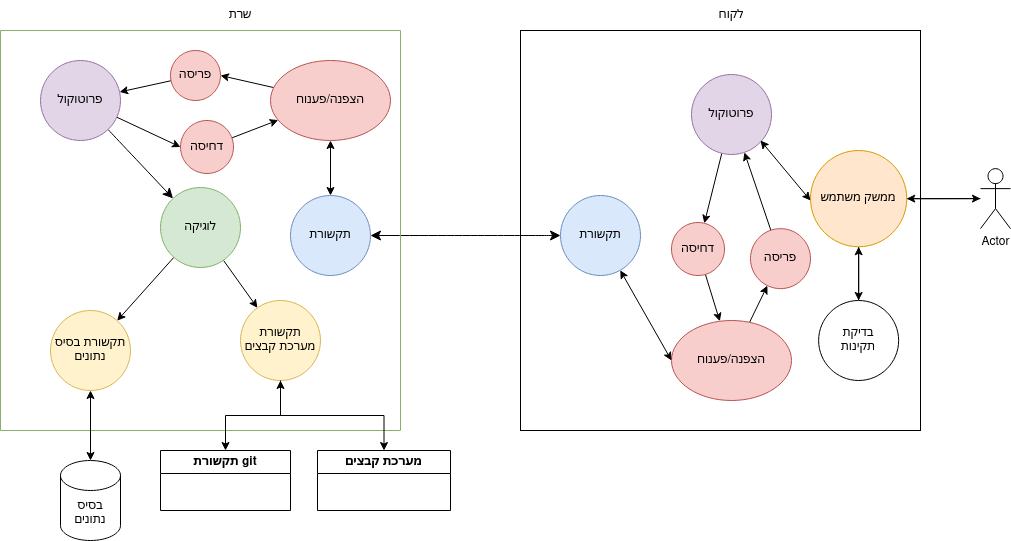 לקוח
שרת
פרוטוקול
פריסה
הצפנה/פענוח
דחיסה
לוגיקה
תקשורת
תקשורת בסיס
נתונים
תקשורת
מערכת קבצים
בסיס
נתונים
תקשורת git
מערכת קבצים
פרוטוקול
ממשק משתמש
תקשורת
דחיסה
פריסה
הצפנה/פענוח
בדיקת
תקינות
Actor